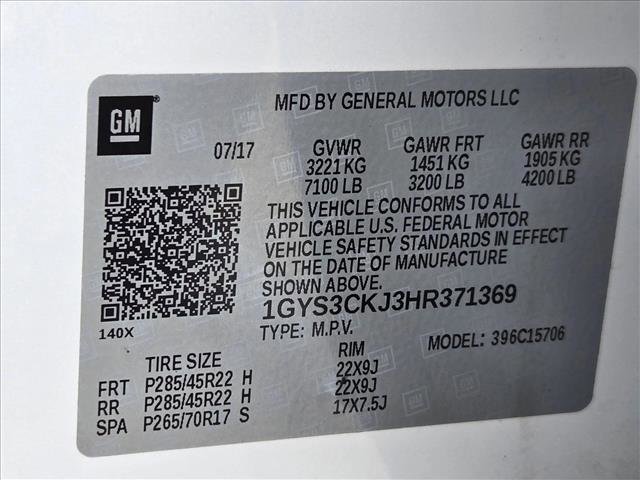 GM
MFD BY GENERAL MOTORS LLC
07/17 GVWR GAWR FRT GAWR RR
3221 KG 1451 KG 1905 KG
7100 LB 3200 LB 4200 LB
THIS VEHICLE CONFORMS TO ALL
APPLICABLE U.S. FEDERAL MOTOR
VEHICLE SAFETY STANDARDS IN EFFECT
ON THE DATE OF MANUFACTURE
SHOWN ABOVE.
1GYS3CKJ3HR371369
140X TYPE: M.P.V. MODEL: 396C15706
TIRE SIZE RIM
FRT P285/45R22 H 22X9J
RR P285/45R22 H 22X9J
SPA P265/70R17 S 17X7.5J